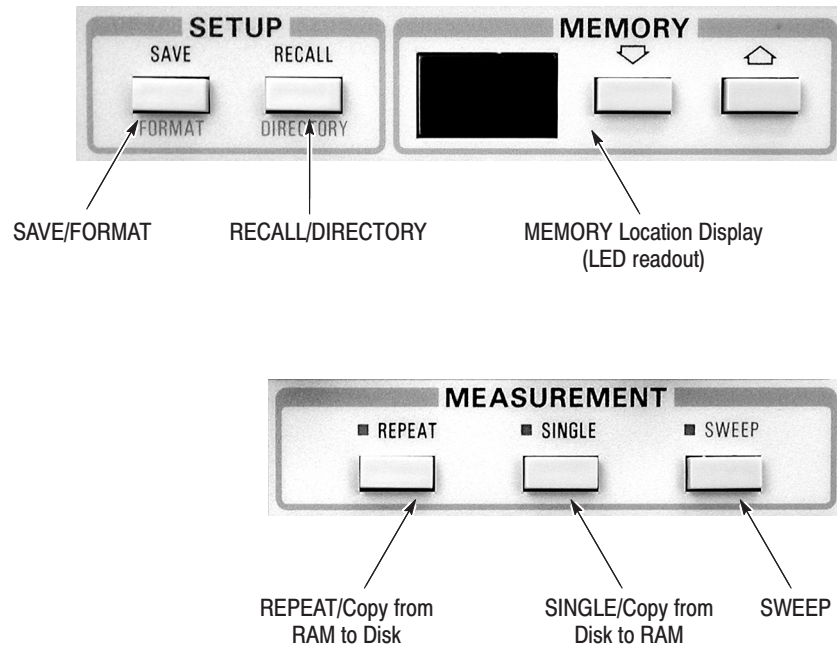 SETUP
MEMORY
SAVE
RECALL
FORMAT
DIRECTORY
SAVE/FORMAT
RECALL/DIRECTORY
MEMORY Location Display
(LED readout)
MEASUREMENT
REPEAT
SINGLE
SWEEP
REPEAT/Copy from
RAM to Disk
SINGLE/Copy from
Disk to RAM
SWEEP